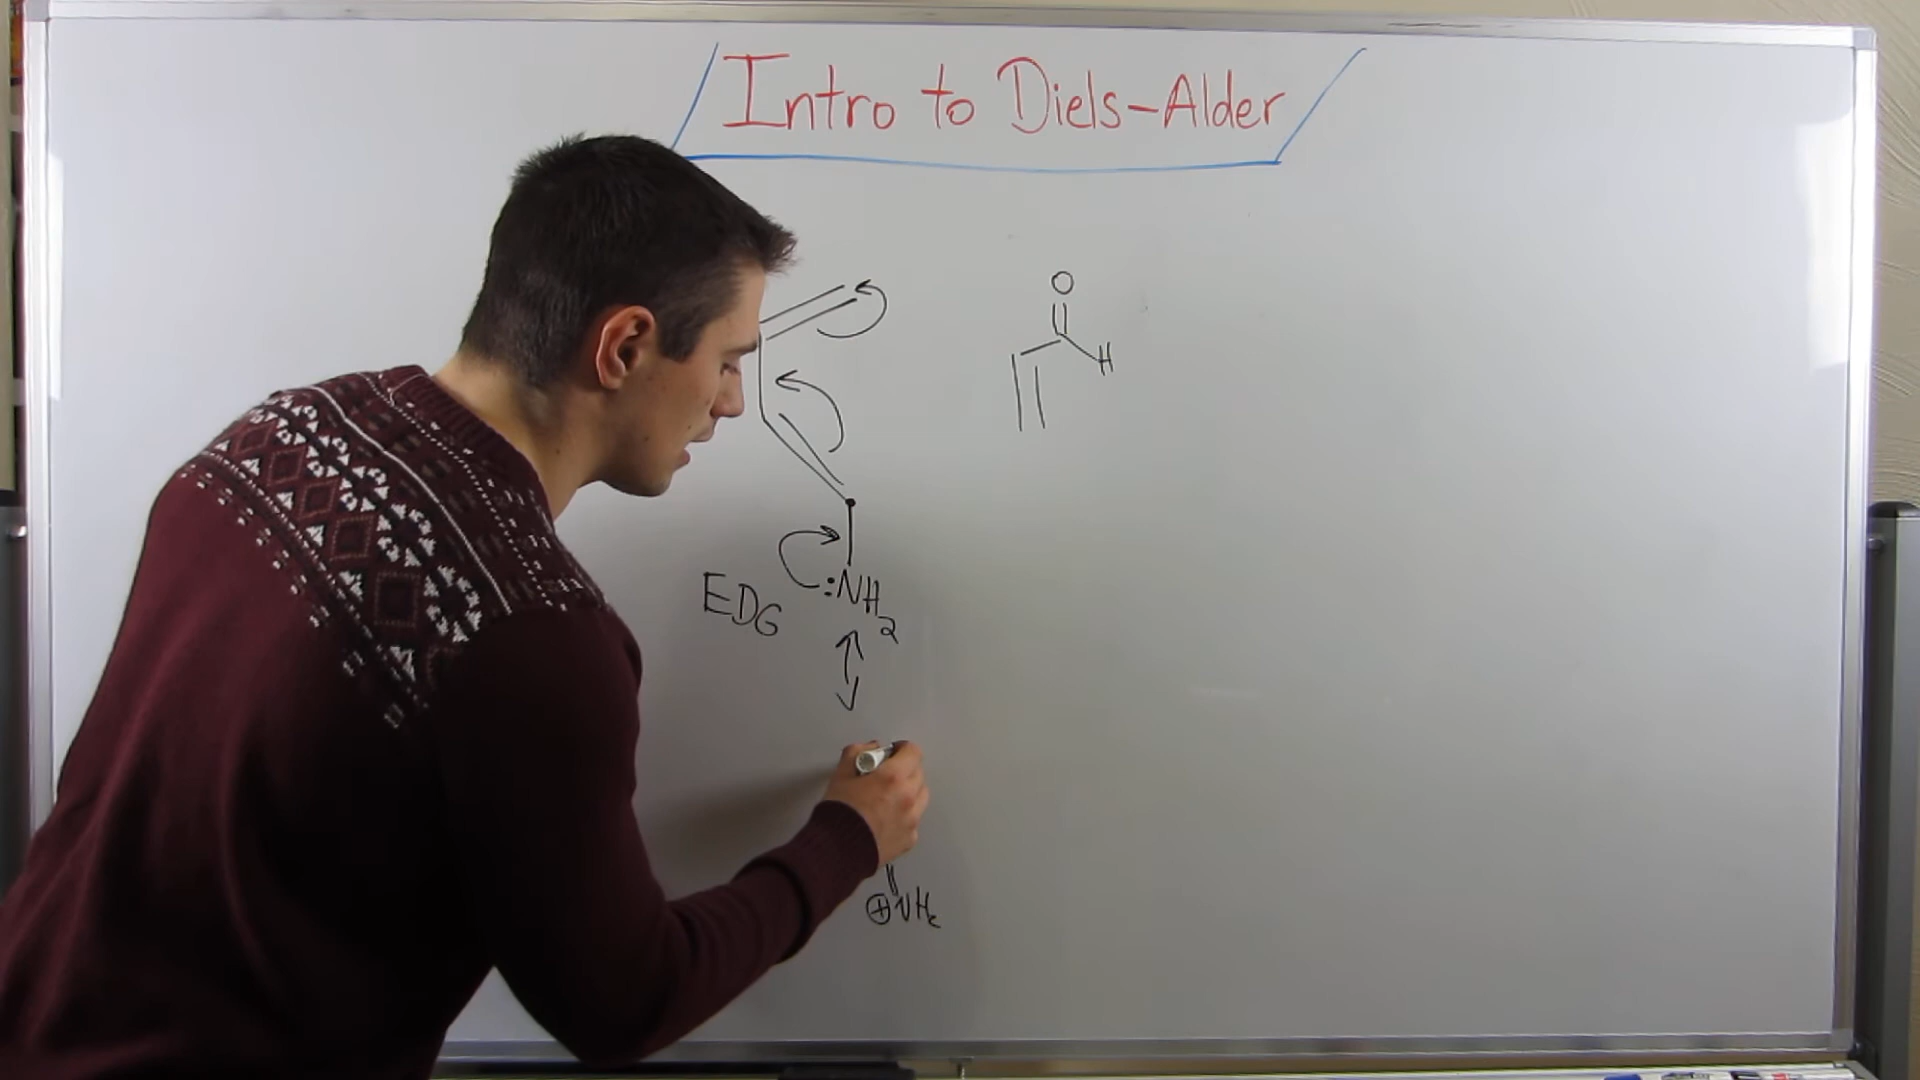 Intro to Diels-Alder
O
H
EDG :NH2
⊕NH2